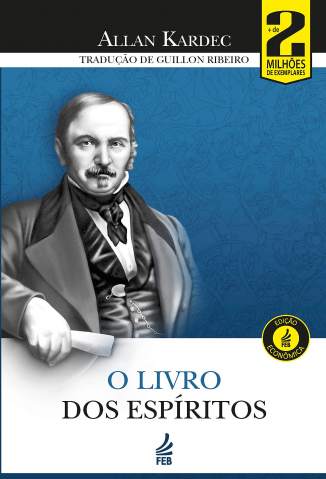 ALLAN KARDEC
TRADUÇÃO DE GUILLON RIBEIRO
+ de
2
MILHÕES
DE EXEMPLARES
EDIÇÃO
FEB
ECONÔMICA
O LIVRO
DOS ESPÍRITOS
FEB